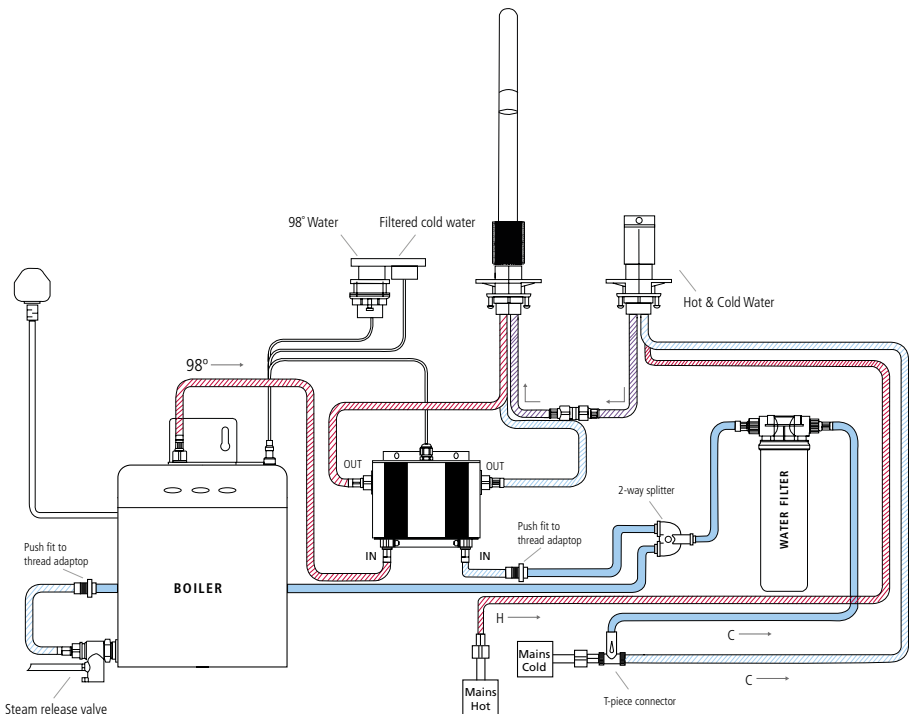 98° Water
Filtered cold water
Hot & Cold Water
98º
OUT
OUT
2-way splitter
Push fit to
thread adaptop
IN
IN
Push fit to
thread adaptop
BOILER
WATER FILTER
H
C
Mains
Cold
Mains
Hot
C
T-piece connector
Steam release valve